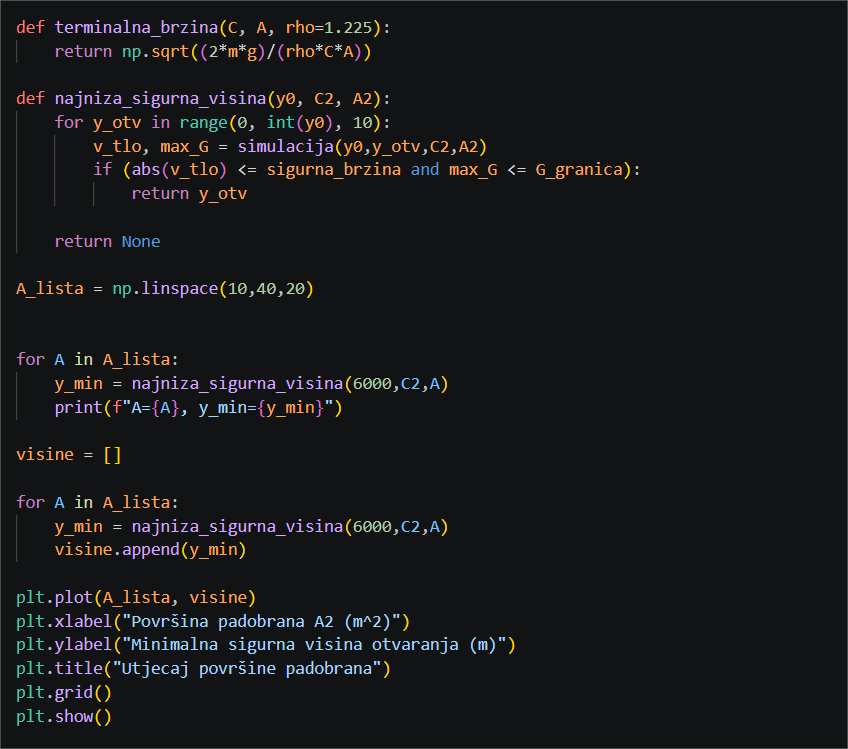 def terminalna_brzina(C, A, rho=1.225):
    return np.sqrt((2*m*g)/(rho*C*A))
def najniza_sigurna_visina(y0, C2, A2):
    for y_otv in range(0, int(y0), 10):
        v_tlo, max_G = simulacija(y0,y_otv,C2,A2)
        if (abs(v_tlo) <= sigurna_brzina and max_G <= G_granica):
            return y_otv
    return None
A_lista = np.linspace(10,40,20)
for A in A_lista:
    y_min = najniza_sigurna_visina(6000,C2,A)
    print(f"A={A}, y_min={y_min}")
visine = []
for A in A_lista:
    y_min = najniza_sigurna_visina(6000,C2,A)
    visine.append(y_min)
plt.plot(A_lista, visine)
plt.xlabel("Površina padobrana A2 (m^2)")
plt.ylabel("Minimalna sigurna visina otvaranja (m)")
plt.title("Utjecaj površine padobrana")
plt.grid()
plt.show()